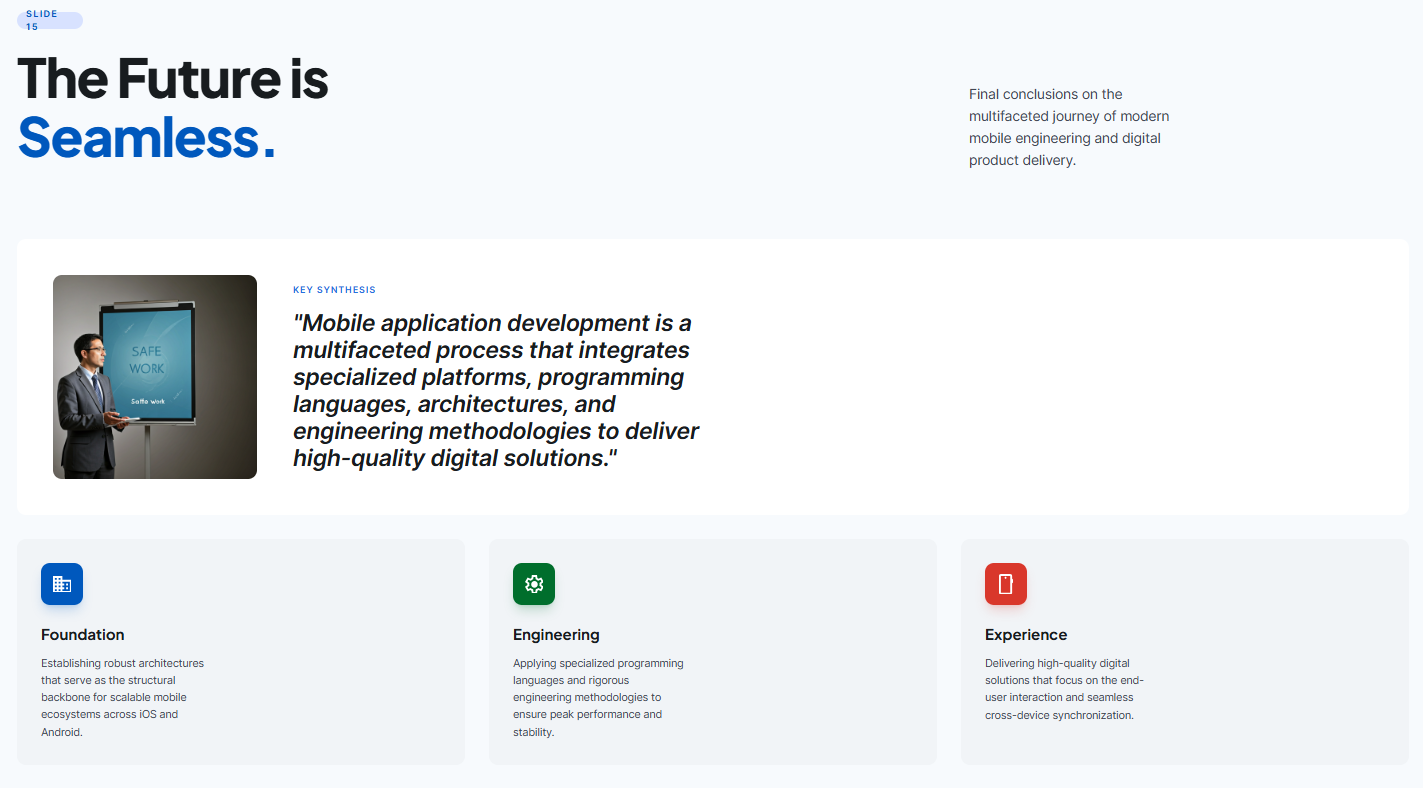 SLIDE
15
The Future is
Seamless.
Final conclusions on the
multifaceted journey of modern
mobile engineering and digital
product delivery.
SAFE
WORK
Saffo work
KEY SYNTHESIS
"Mobile application development is a
multifaceted process that integrates
specialized platforms, programming
languages, architectures, and
engineering methodologies to deliver
high-quality digital solutions."
Foundation
Establishing robust architectures
that serve as the structural
backbone for scalable mobile
ecosystems across iOS and
Android.
Engineering
Applying specialized programming
languages and rigorous
engineering methodologies to
ensure peak performance and
stability.
Experience
Delivering high-quality digital
solutions that focus on the end-
user interaction and seamless
cross-device synchronization.